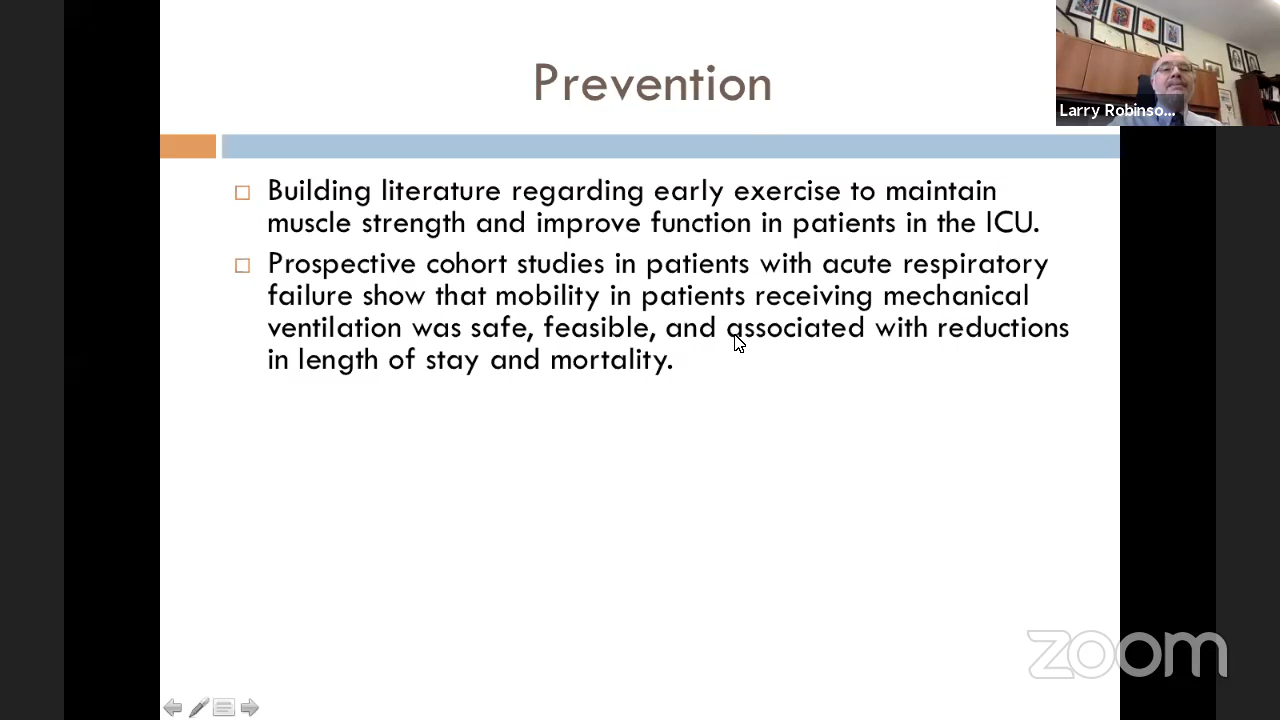 Prevention
Larry Robinso...
Building literature regarding early exercise to maintain
muscle strength and improve function in patients in the ICU.
Prospective cohort studies in patients with acute respiratory
failure show that mobility in patients receiving mechanical
ventilation was safe, feasible, and associated with reductions
in length of stay and mortality.
zoom